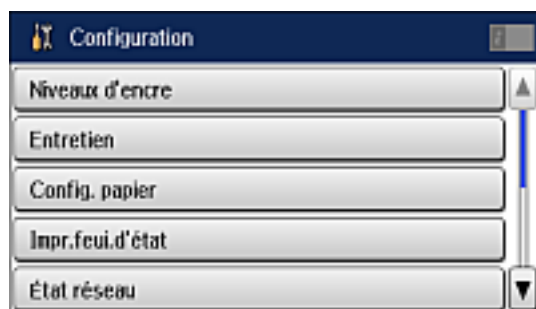 Configuration
Niveaux d'encre
Entretien
Config. papier
Impr.feui.d'état
État réseau